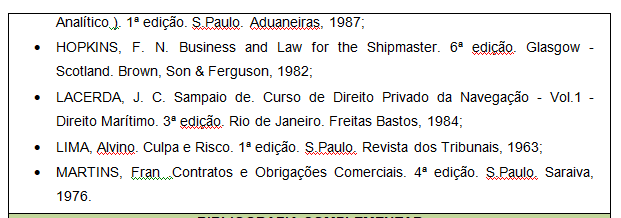 Analítico ). 1ª edição. S.Paulo. Aduaneiras, 1987;
• HOPKINS, F. N. Business and Law for the Shipmaster. 6ª edição. Glasgow -
Scotland. Brown, Son & Ferguson, 1982;
• LACERDA, J. C. Sampaio de. Curso de Direito Privado da Navegação - Vol.1 -
Direito Marítimo. 3ª edição. Rio de Janeiro. Freitas Bastos, 1984;
• LIMA, Alvino. Culpa e Risco. 1ª edição. S.Paulo. Revista dos Tribunais, 1963;
• MARTINS, Fran .Contratos e Obrigações Comerciais. 4ª edição. S.Paulo. Saraiva,
1976.
BIBLIOGRAFIA COMPLEMENTAR